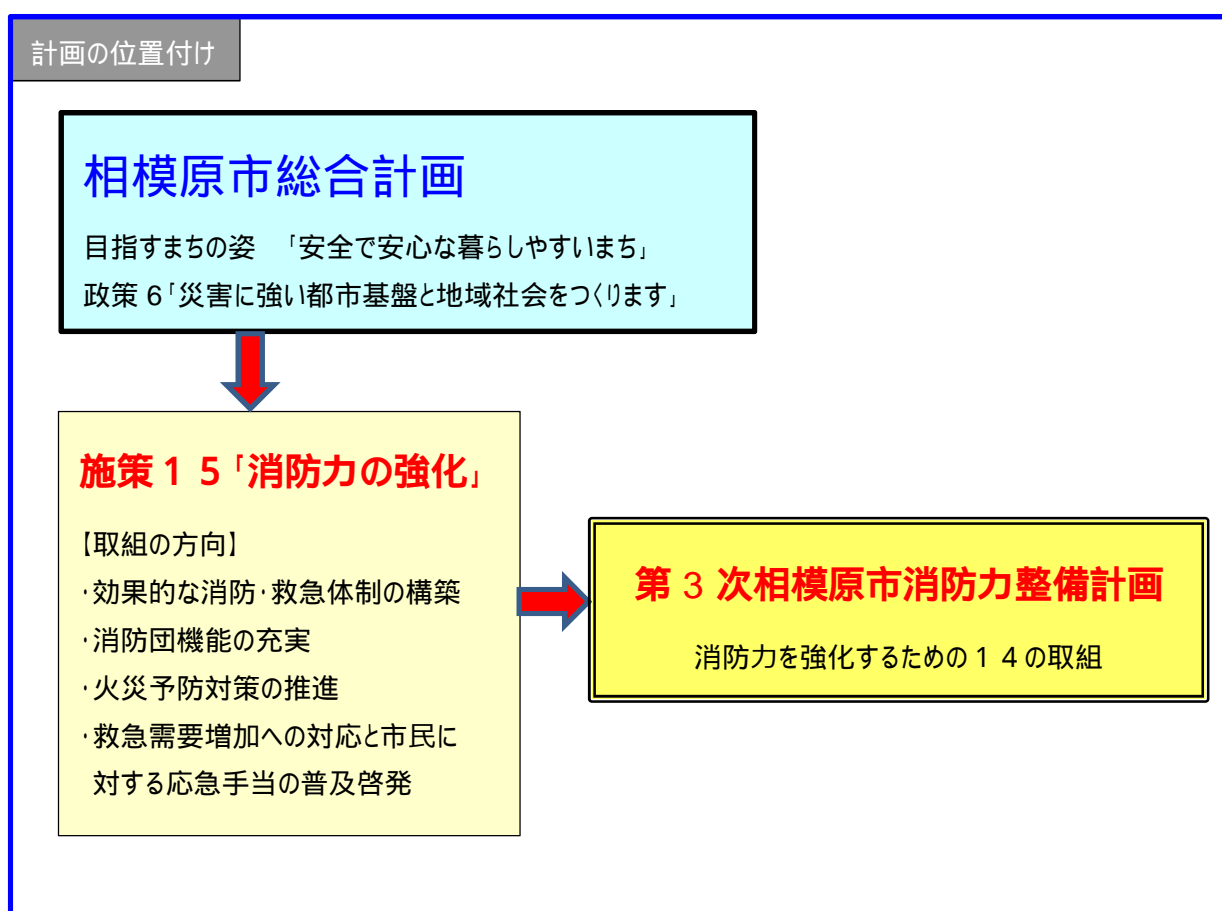 計画の位置付け
相模原市総合計画
目指すまちの姿　「安全で安心な暮らしやすいまち」
政策６「災害に強い都市基盤と地域社会をつくります」
施策１５「消防力の強化」
【取組の方向】
・効果的な消防・救急体制の構築
・消防団機能の充実
・火災予防対策の推進
・救急需要増加への対応と市民に
対する応急手当の普及啓発
第３次相模原市消防力整備計画
消防力を強化するための１４の取組